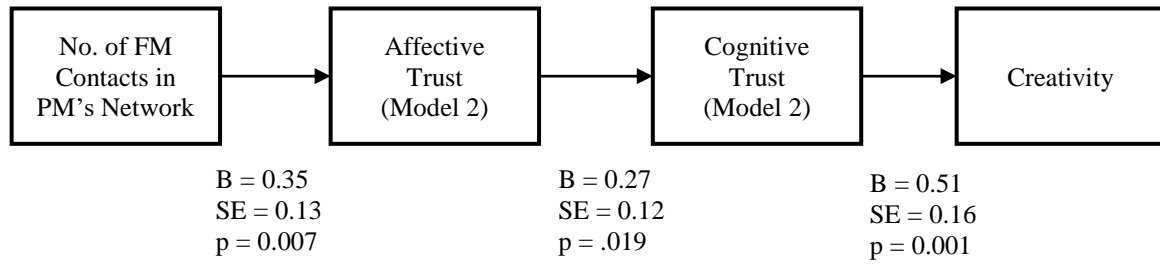 No. of FM
Contacts in
PM’s Network
Affective
Trust
(Model 2)
Cognitive
Trust
(Model 2)
Creativity
B = 0.35
SE = 0.13
p = 0.007
B = 0.27
SE = 0.12
p = .019
B = 0.51
SE = 0.16
p = 0.001